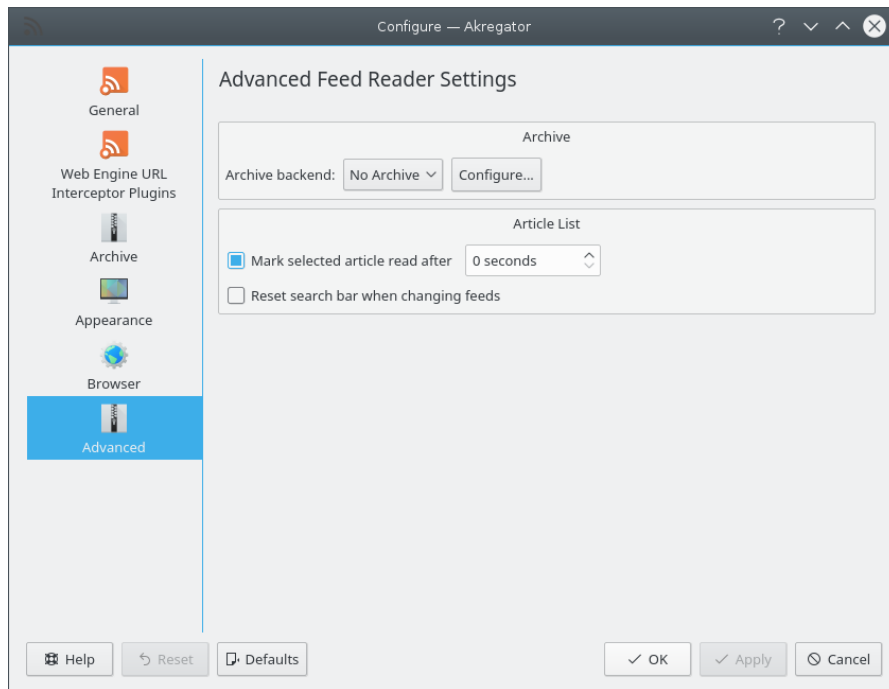 Configure — Akregator
General
Web Engine URL
Interceptor Plugins
Archive
Appearance
Browser
Advanced
Advanced Feed Reader Settings
Archive
Archive backend: No Archive Configure...
Article List
Mark selected article read after 0 seconds
Reset search bar when changing feeds
Help Reset Defaults OK Apply Cancel